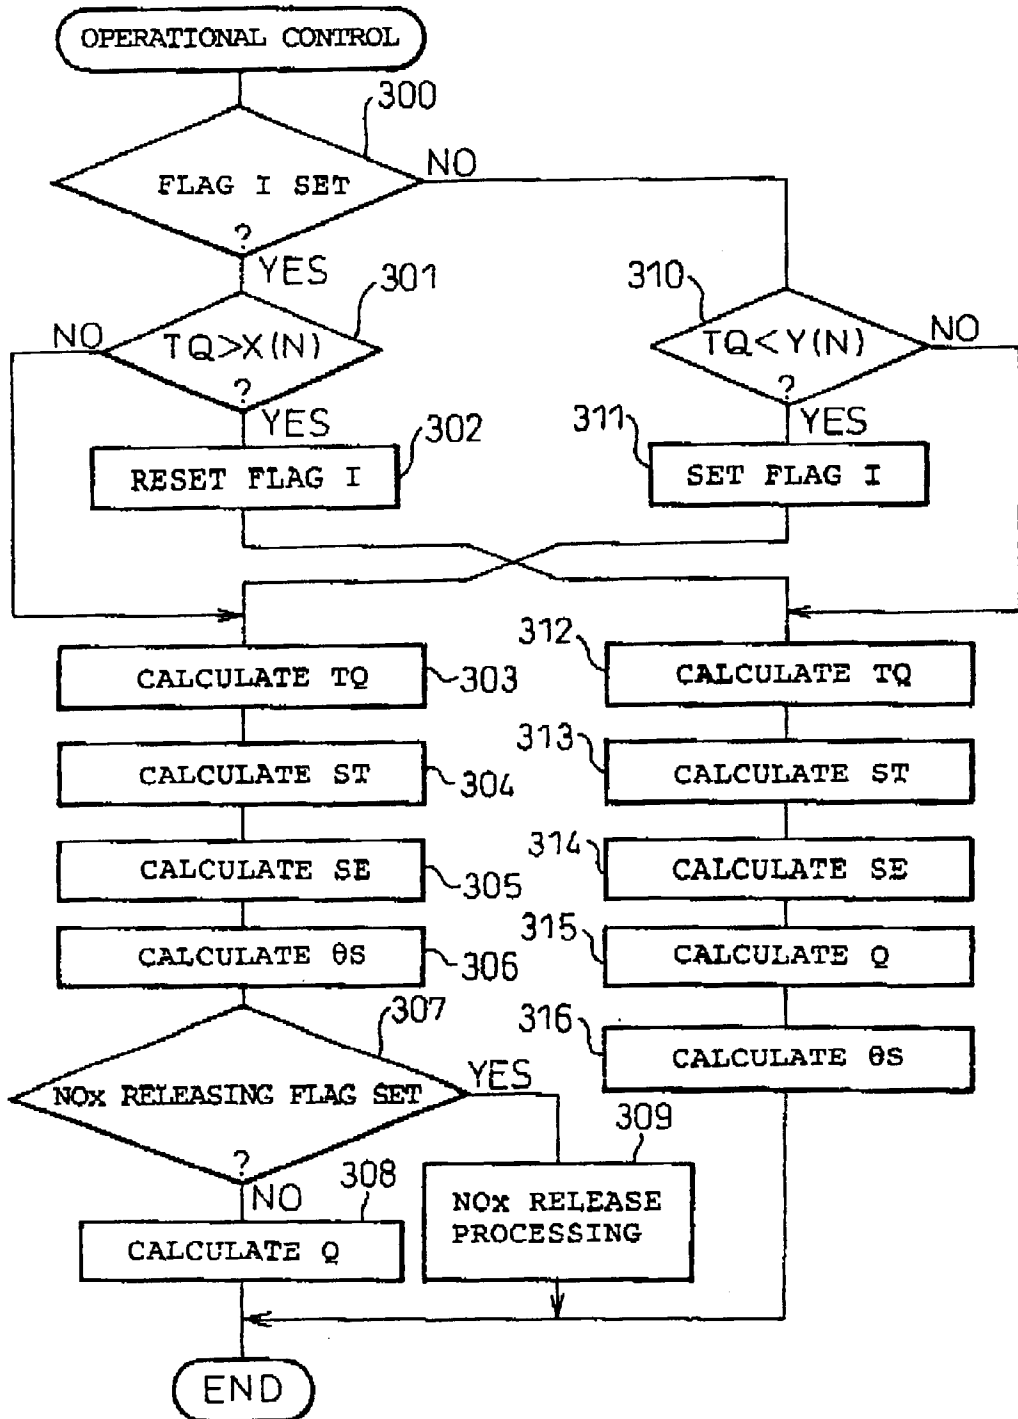 OPERATIONAL CONTROL
300
FLAG I SET
?
NO
YES
301
NO
TQ>X(N)
?
YES
310
TQ<Y(N)
?
NO
YES
302
RESET FLAG I
311
SET FLAG I
CALCULATE TQ
303
312
CALCULATE TQ
CALCULATE ST
304
313
CALCULATE ST
CALCULATE SE
305
314
CALCULATE SE
CALCULATE θS
306
315
CALCULATE Q
307
NOx RELEASING FLAG SET
?
YES
NO
316
CALCULATE θS
308
CALCULATE Q
309
NOx RELEASE
PROCESSING
END